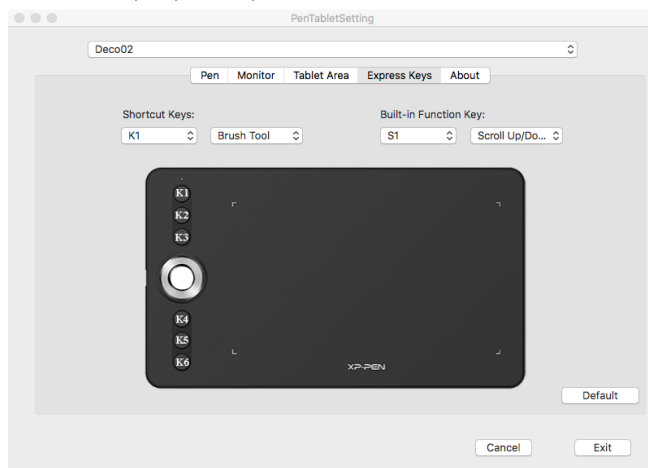 PenTabletSetting
Deco02
Pen Monitor Tablet Area Express Keys About
Shortcut Keys: Built-in Function Key:
K1 Brush Tool S1 Scroll Up/Do...
K1
K2
K3
K4
K5
K6
XP-PEN
Default
Cancel Exit